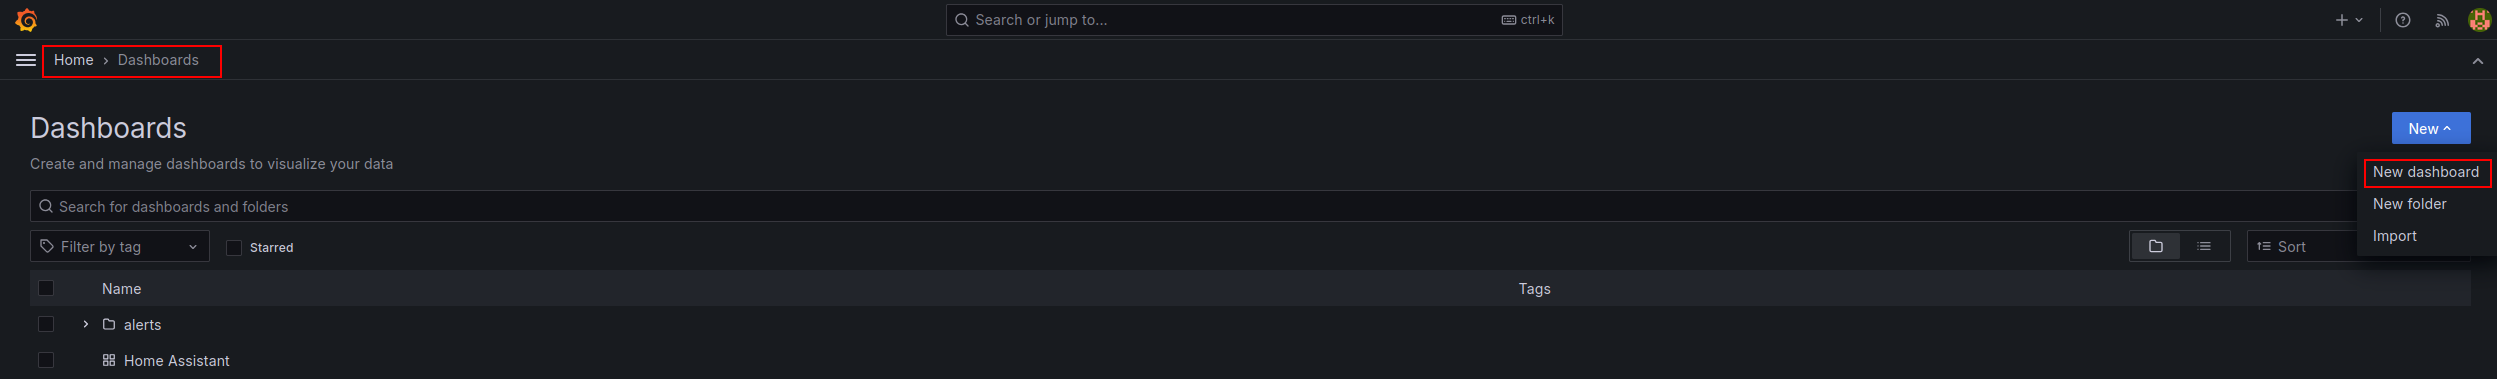 Search or jump to...
ctrl+k
Home > Dashboards
Dashboards
New
Create and manage dashboards to visualize your data
New dashboard
New folder
Import
Search for dashboards and folders
Filter by tag
Starred
Sort
Name
Tags
alerts
Home Assistant